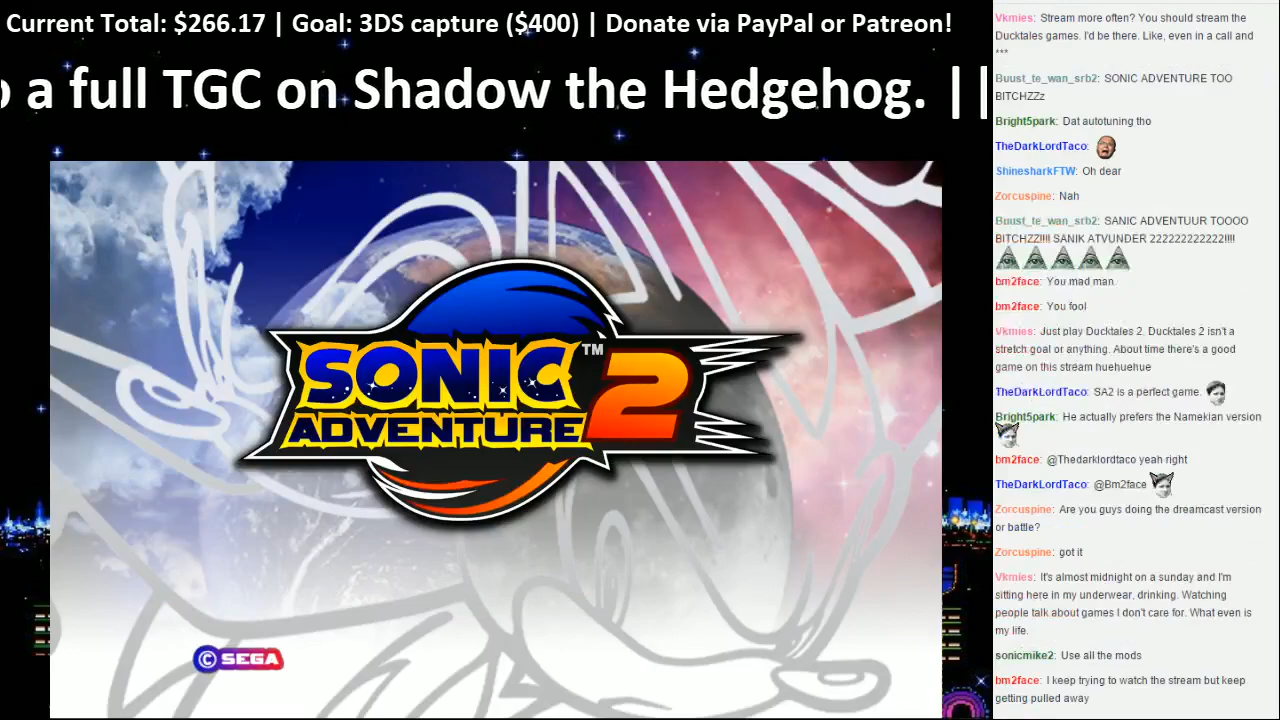 Current Total: $266.17 | Goal: 3DS capture ($400) | Donate via PayPal or Patreon!
a full TGC on Shadow the Hedgehog. ||
SONIC™
ADVENTURE 2
© SEGA
Vkmies: Stream more often? You should stream the
Ducktales games. I'd be there. Like, even in a call and
***
Buust_te_wan_srb2: SONIC ADVENTURE TOO
BITCHZZz
Bright5park: Dat autotuning tho
TheDarkLordTaco:
ShinesharkFTW: Oh dear
Zorcuspine: Nah
Buust_te_wan_srb2: SANIC ADVENTUUR TOOOO
BITCHZZ!!!! SANIK ATVUNDER 222222222222!!!!
bm2face: You mad man.
bm2face: You fool
Vkmies: Just play Ducktales 2. Ducktales 2 isn't a
stretch goal or anything. About time there's a good
game on this stream huehuehue
TheDarkLordTaco: SA2 is a perfect game.
Bright5park: He actually prefers the Namekian version
bm2face: @Thedarklordtaco yeah right
TheDarkLordTaco: @Bm2face
Zorcuspine: Are you guys doing the dreamcast version
or battle?
Zorcuspine: got it
Vkmies: It's almost midnight on a sunday and I'm
sitting here in my underwear, drinking. Watching
people talk about games I don't care for. What even is
my life.
sonicmike2: Use all the mods
bm2face: I keep trying to watch the stream but keep
getting pulled away